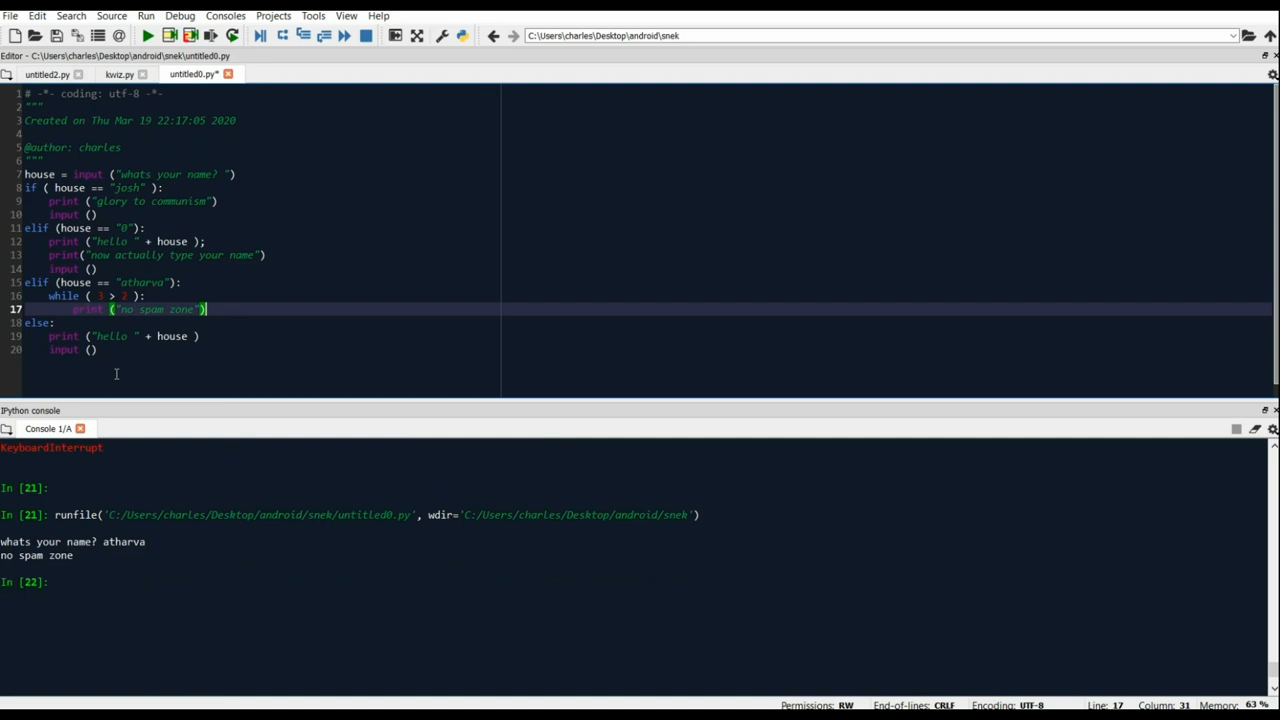 File Edit Search Source Run Debug Consoles Projects Tools View Help
C:\Users\charles\Desktop\android\snek
Editor - C:\Users\charles\Desktop\android\snek\untitled0.py
untitled2.py kwiz.py untitled0.py*
1 # -*- coding: utf-8 -*-
2 """
3 Created on Thu Mar 19 22:17:05 2020
4
5 @author: charles
6 """
7 house = input ("whats your name? ")
8 if ( house == "josh" ):
9     print ("glory to communism")
10     input ()
11 elif (house == "0"):
12     print ("hello " + house );
13     print("now actually type your name")
14     input ()
15 elif (house == "atharva"):
16     while ( 3 > 2 ):
17         print ("no spam zone")
18 else:
19     print ("hello " + house )
20     input ()
IPython console
Console 1/A
KeyboardInterrupt
In [21]:
In [21]: runfile('C:/Users/charles/Desktop/android/snek/untitled0.py', wdir='C:/Users/charles/Desktop/android/snek')
whats your name? atharva
no spam zone
In [22]:
Permissions: RW End-of-lines: CRLF Encoding: UTF-8 Line: 17 Column: 31 Memory: 63 %